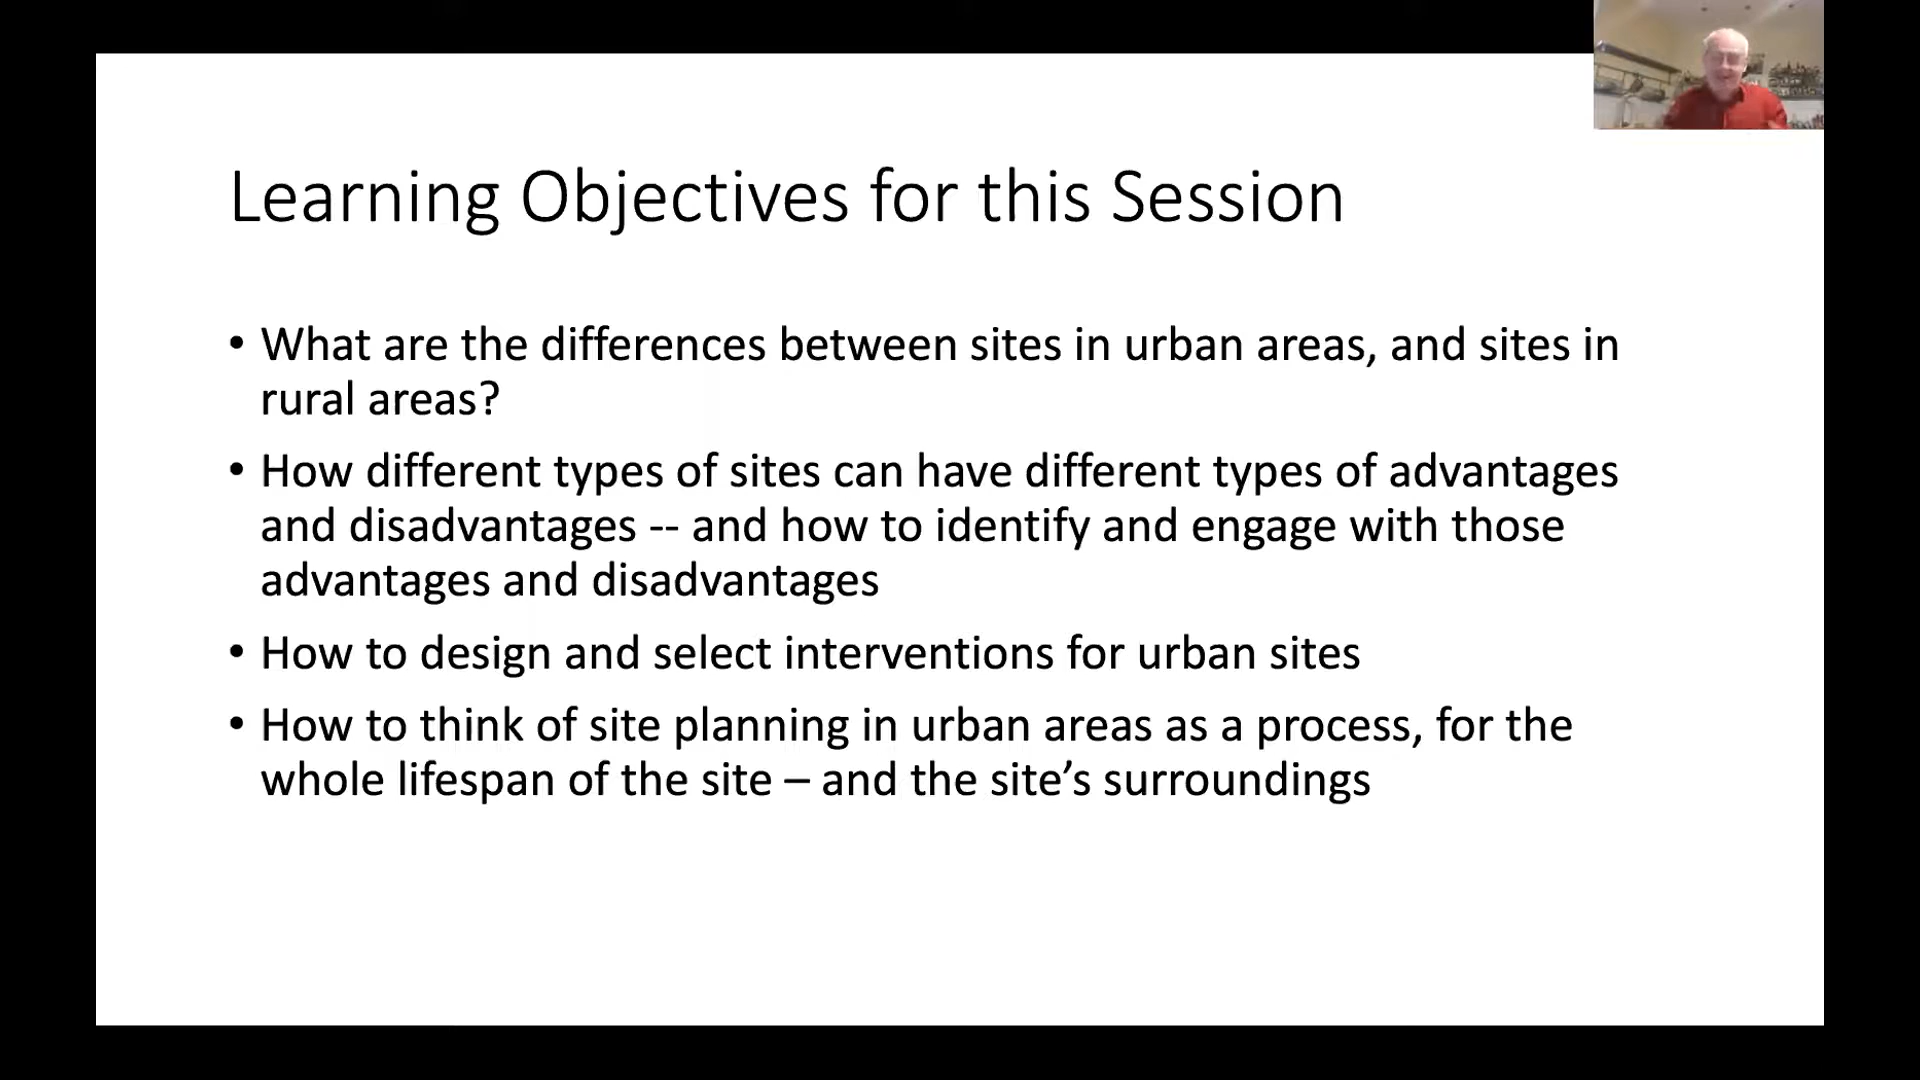 Learning Objectives for this Session
• What are the differences between sites in urban areas, and sites in
rural areas?
• How different types of sites can have different types of advantages
and disadvantages -- and how to identify and engage with those
advantages and disadvantages
• How to design and select interventions for urban sites
• How to think of site planning in urban areas as a process, for the
whole lifespan of the site – and the site’s surroundings